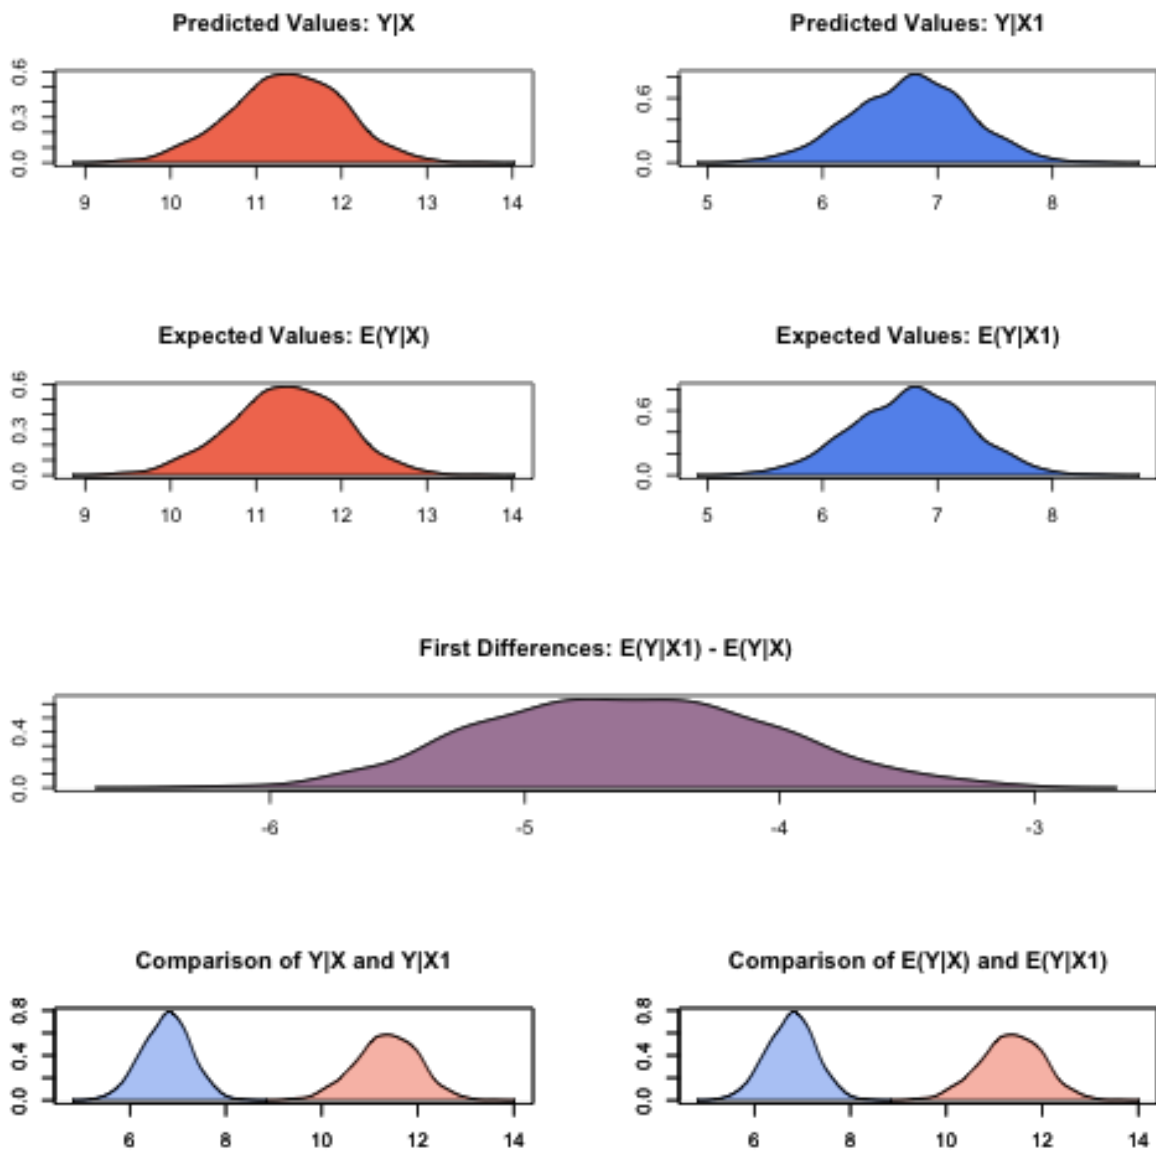 Predicted Values: Y|X
0.0 0.3 0.6
9 10 11 12 13 14
Predicted Values: Y|X1
0.0 0.6
5 6 7 8
Expected Values: E(Y|X)
0.0 0.3 0.6
9 10 11 12 13 14
Expected Values: E(Y|X1)
0.0 0.6
5 6 7 8
First Differences: E(Y|X1) - E(Y|X)
0.0 0.4
-6 -5 -4 -3
Comparison of Y|X and Y|X1
0.0 0.4 0.8
6 8 10 12 14
Comparison of E(Y|X) and E(Y|X1)
0.0 0.4 0.8
6 8 10 12 14